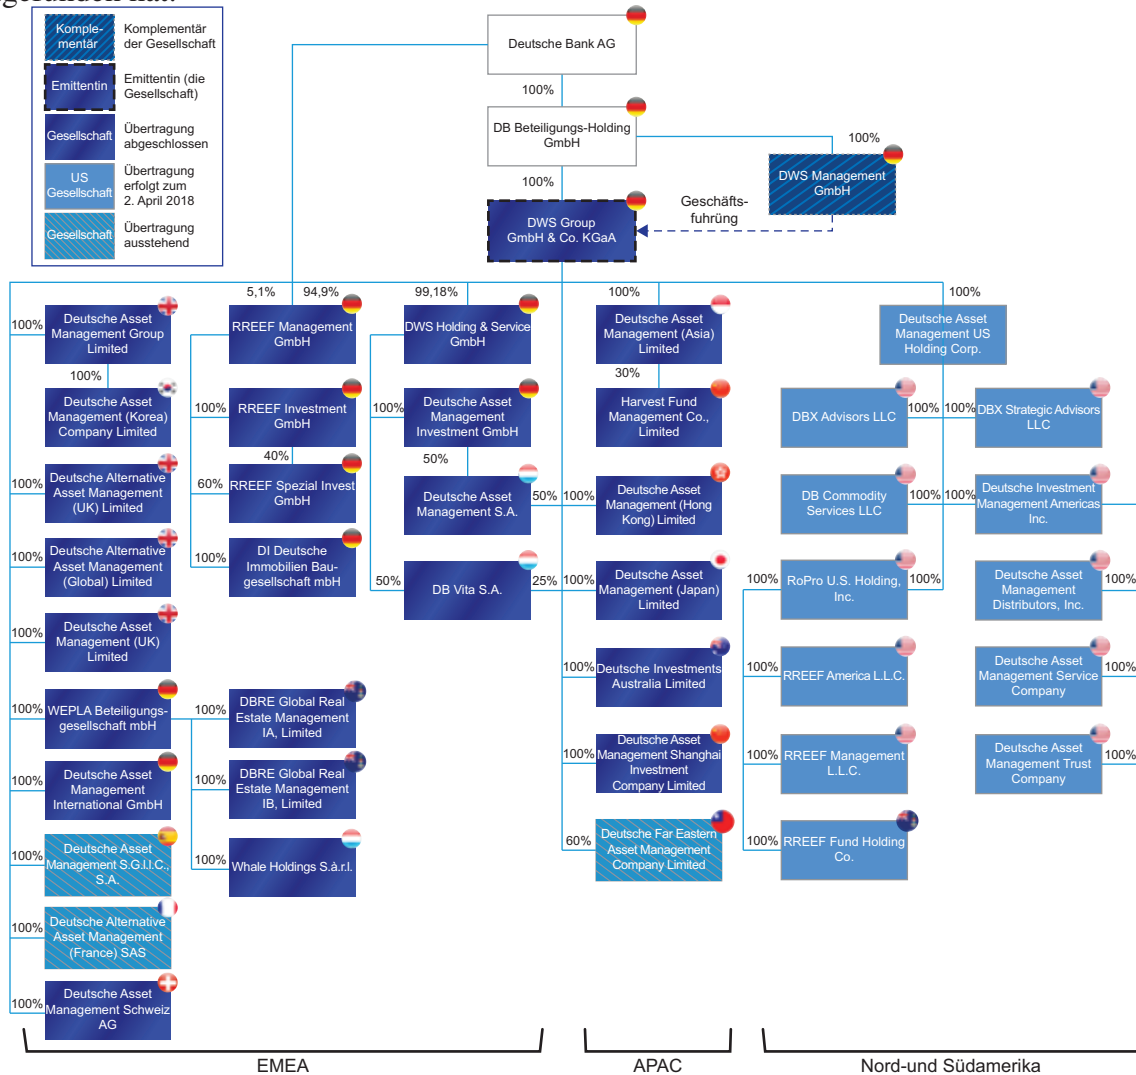 Komple-
mentär
Komplementär
der Gesellschaft
Emittentin
Emittentin (die
Gesellschaft)
Gesellschaft
Übertragung
abgeschlossen
US
Gesellschaft
Übertragung
erfolgt zum
2. April 2018
Gesellschaft
Übertragung
ausstehend
Deutsche Bank AG
100%
DB Beteiligungs-Holding
GmbH
100%
DWS Management
GmbH
100%
Geschäfts-
fuhrüng
DWS Group
GmbH & Co. KGaA
5,1%
94,9%
99,18%
100%
100%
100%
Deutsche Asset
Management Group
Limited
100%
Deutsche Asset
Management (Korea)
Company Limited
100%
Deutsche Alternative
Asset Management
(UK) Limited
100%
Deutsche Alternative
Asset Management
(Global) Limited
100%
Deutsche Asset
Management (UK)
Limited
100%
WEPLA Beteiligungs-
gesellschaft mbH
100%
Deutsche Asset
Management
International GmbH
100%
Deutsche Asset
Management S.G.I.I.C.,
S.A.
100%
Deutsche Alternative
Asset Management
(France) SAS
100%
Deutsche Asset
Management Schweiz
AG
RREEF Management
GmbH
100%
RREEF Investment
GmbH
40%
60%
RREEF Spezial Invest
GmbH
100%
DI Deutsche
Immobilien Bau-
gesellschaft mbH
100%
DBRE Global Real
Estate Management
IA, Limited
100%
DBRE Global Real
Estate Management
IB, Limited
100%
Whale Holdings S.à.r.l.
DWS Holding & Service
GmbH
100%
Deutsche Asset
Management
Investment GmbH
50%
Deutsche Asset
Management S.A.
50%
50%
DB Vita S.A.
25%
Deutsche Asset
Management (Asia)
Limited
30%
Harvest Fund
Management Co.,
Limited
100%
Deutsche Asset
Management (Hong
Kong) Limited
100%
Deutsche Asset
Management (Japan)
Limited
100%
Deutsche Investments
Australia Limited
100%
Deutsche Asset
Management Shanghai
Investment
Company Limited
60%
Deutsche Far Eastern
Asset Management
Company Limited
Deutsche Asset
Management US
Holding Corp.
DBX Advisors LLC
100%
100%
DBX Strategic Advisors
LLC
DB Commodity
Services LLC
100%
100%
Deutsche Investment
Management Americas
Inc.
100%
RoPro U.S. Holding,
Inc.
100%
Deutsche Asset
Management
Distributors, Inc.
100%
100%
RREEF America L.L.C.
Deutsche Asset
Management Service
Company
100%
100%
RREEF Management
L.L.C.
Deutsche Asset
Management Trust
Company
100%
100%
RREEF Fund Holding
Co.
EMEA
APAC
Nord-und Südamerika